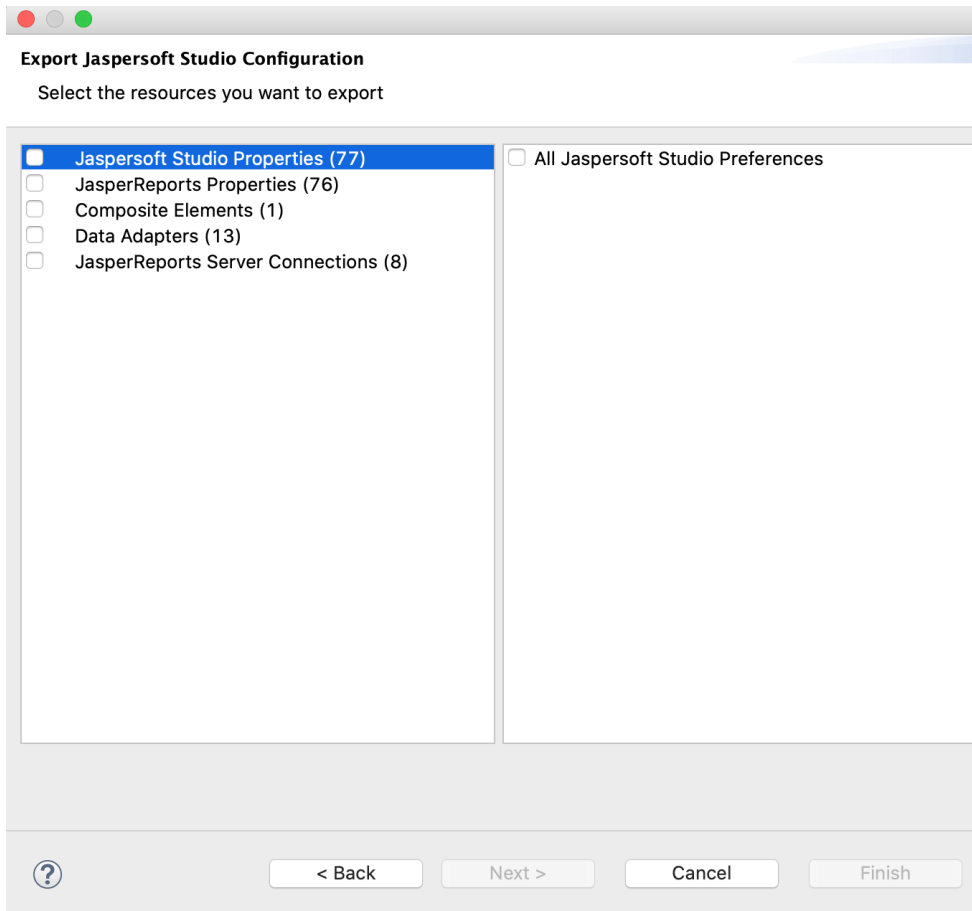 Export Jaspersoft Studio Configuration
Select the resources you want to export
Jaspersoft Studio Properties (77)
JasperReports Properties (76)
Composite Elements (1)
Data Adapters (13)
JasperReports Server Connections (8)
All Jaspersoft Studio Preferences
?
< Back
Next >
Cancel
Finish